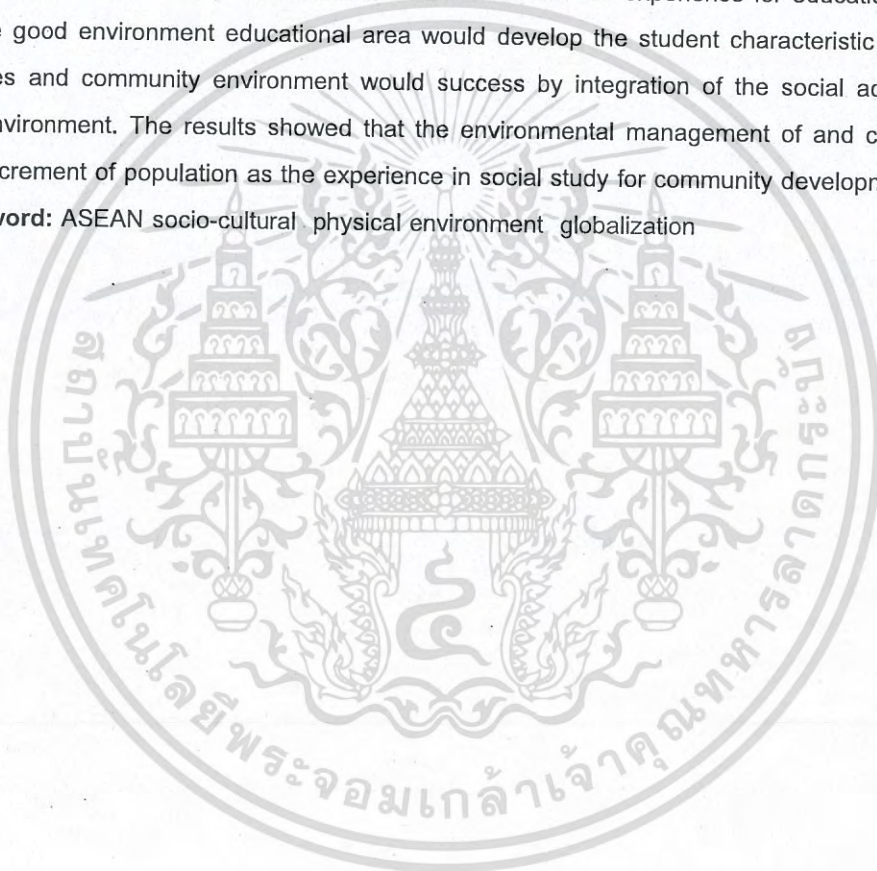 experience for educatio
e good environment educational area would develop the student characteristic
es and community environment would success by integration of the social ac
nvironment. The results showed that the environmental management of and c
crement of population as the experience in social study for community developr
word: ASEAN socio-cultural physical environment globalization
สถาบันเทคโนโลยีพระจอมเกล้าเจ้าคุณทหารลาดกระบัง